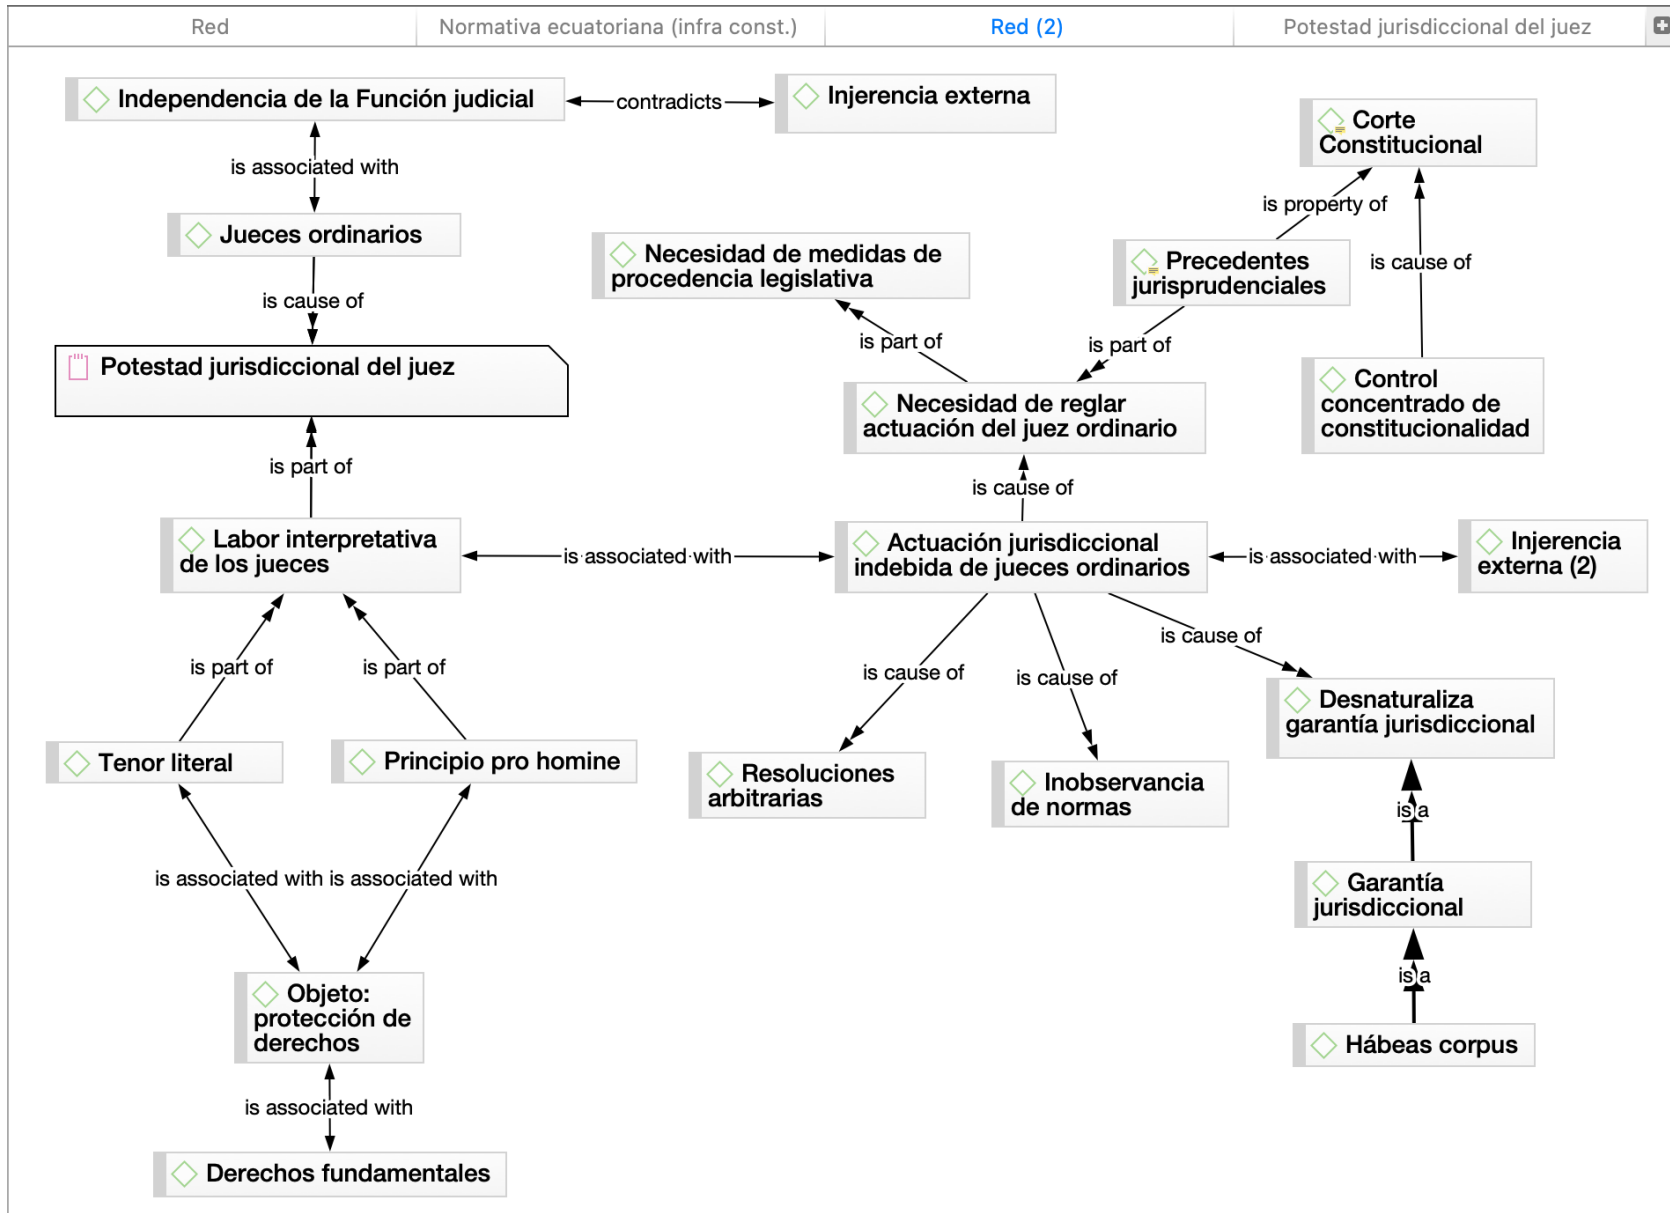 Red
Normativa ecuatoriana (infra const.)
Red (2)
Potestad jurisdiccional del juez
Independencia de la Función judicial
contradicts
Injerencia externa
Corte
Constitucional
is associated with
is property of
Jueces ordinarios
Necesidad de medidas de
procedencia legislativa
Precedentes
jurisprudenciales
is cause of
is cause of
is part of
is part of
Potestad jurisdiccional del juez
Control
concentrado de
constitucionalidad
Necesidad de reglar
actuación del juez ordinario
is part of
is cause of
Labor interpretativa
de los jueces
is associated with
Actuación jurisdiccional
indebida de jueces ordinarios
is associated with
Injerencia
externa (2)
is part of
is part of
is cause of
is cause of
is cause of
Desnaturaliza
garantía jurisdiccional
Tenor literal
Principio pro homine
Resoluciones
arbitrarias
Inobservancia
de normas
is a
is associated with
is associated with
Garantía
jurisdiccional
is a
Objeto:
protección de
derechos
Hábeas corpus
is associated with
Derechos fundamentales